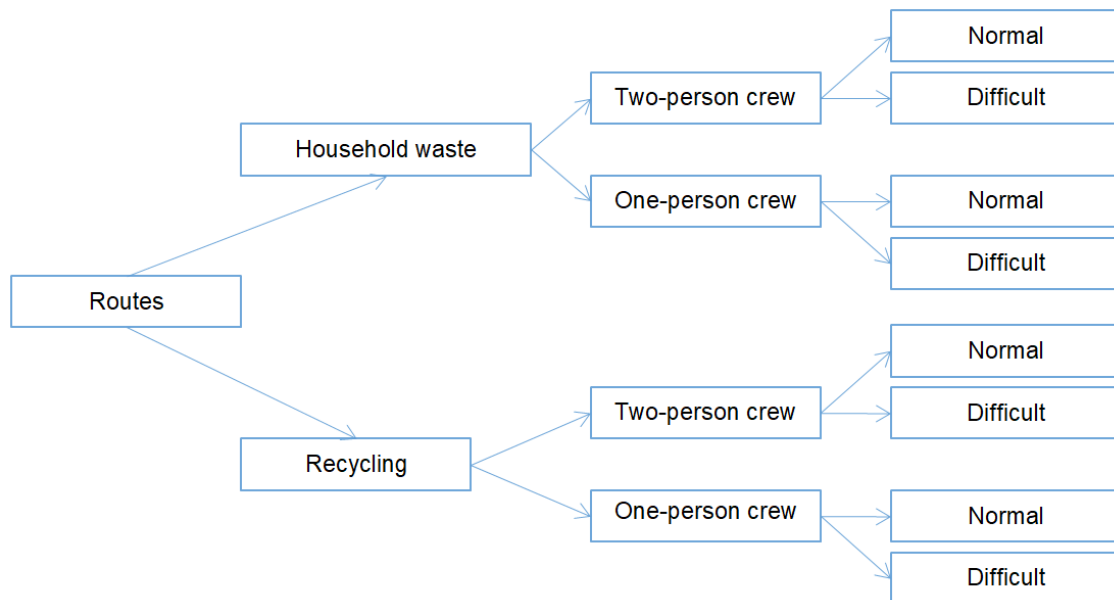 Normal
Two-person crew
Difficult
Household waste
One-person crew
Normal
Difficult
Routes
Normal
Two-person crew
Difficult
Recycling
One-person crew
Normal
Difficult